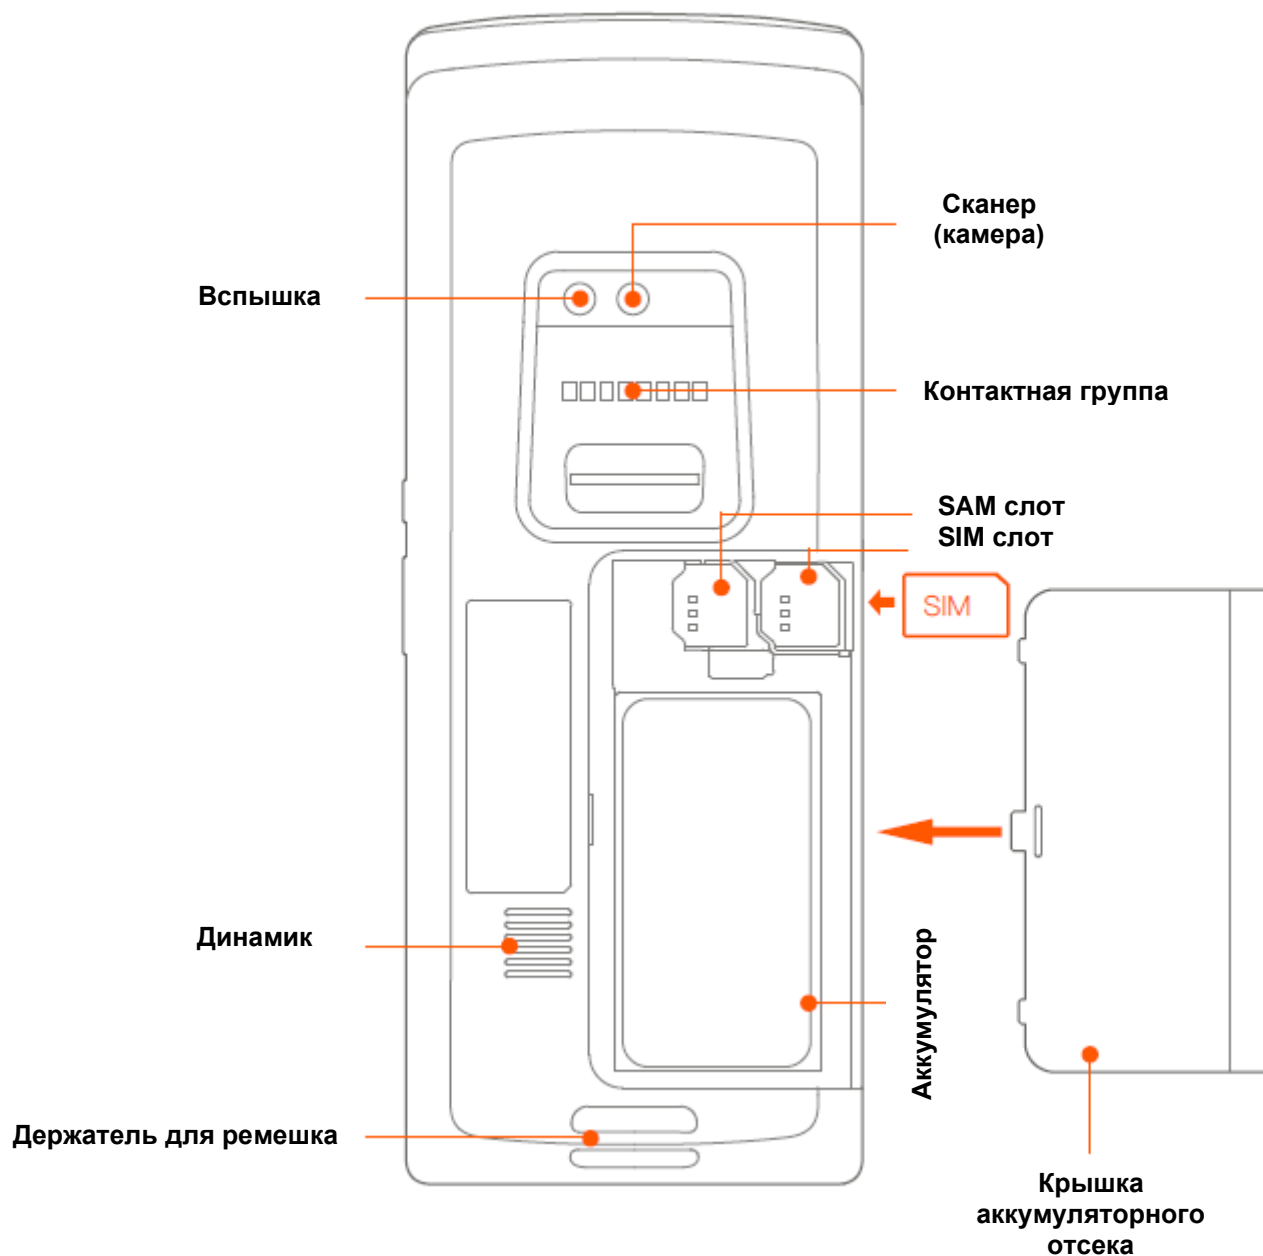 Сканер
(камера)
Вспышка
Контактная группа
SAM слот
SIM слот
SIM
Динамик
Аккумулятор
Держатель для ремешка
Крышка
аккумуляторного
отсека